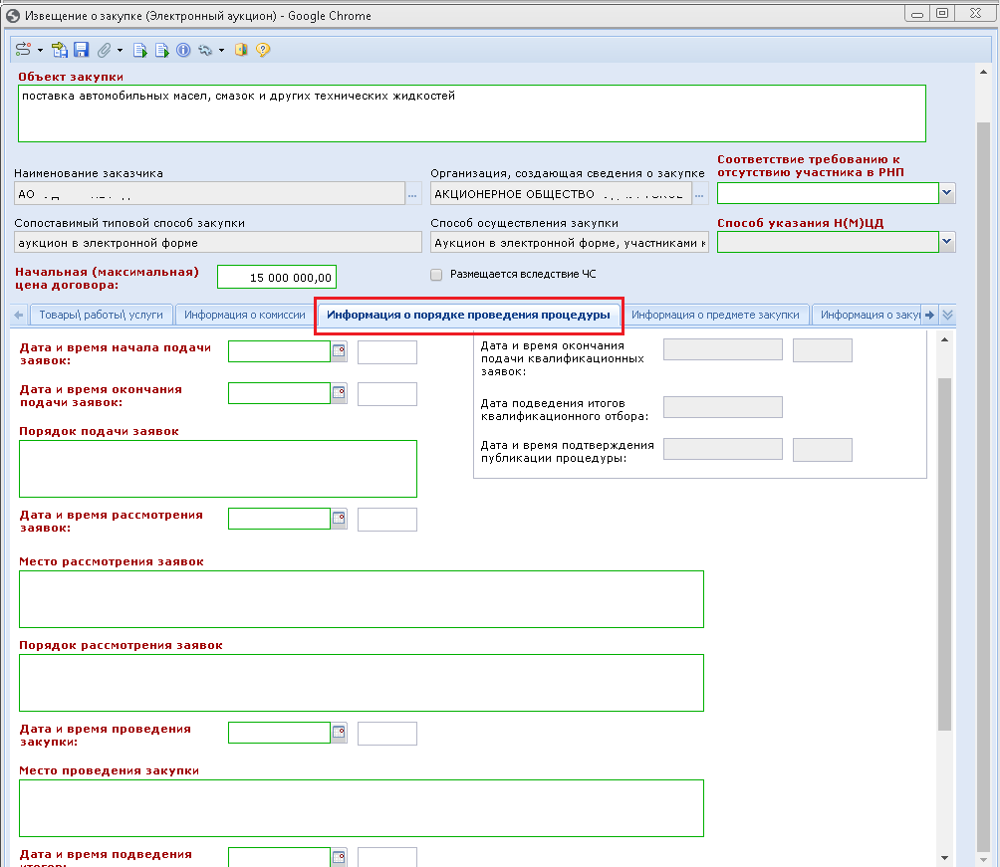 Извещение о закупке (Электронный аукцион) - Google Chrome
Объект закупки
поставка автомобильных масел, смазок и других технических жидкостей
Наименование заказчика
АО
Организация, создающая сведения о закупке
АКЦИОНЕРНОЕ ОБЩЕСТВО
Соответствие требованию к
отсутствию участника в РНП
Сопоставимый типовой способ закупки
аукцион в электронной форме
Способ осуществления закупки
Аукцион в электронной форме, участниками к
Способ указания Н(М)ЦД
Начальная (максимальная)
цена договора:
15 000 000,00
Размещается вследствие ЧС
Товары\ работы\ услуги
Информация о комиссии
Информация о порядке проведения процедуры
Информация о предмете закупки
Информация о заку
Дата и время начала подачи
заявок:
Дата и время окончания
подачи заявок:
Порядок подачи заявок
Дата и время окончания
подачи квалификационных
заявок:
Дата подведения итогов
квалификационного отбора:
Дата и время подтверждения
публикации процедуры:
Дата и время рассмотрения
заявок:
Место рассмотрения заявок
Порядок рассмотрения заявок
Дата и время проведения
закупки:
Место проведения закупки
Дата и время подведения